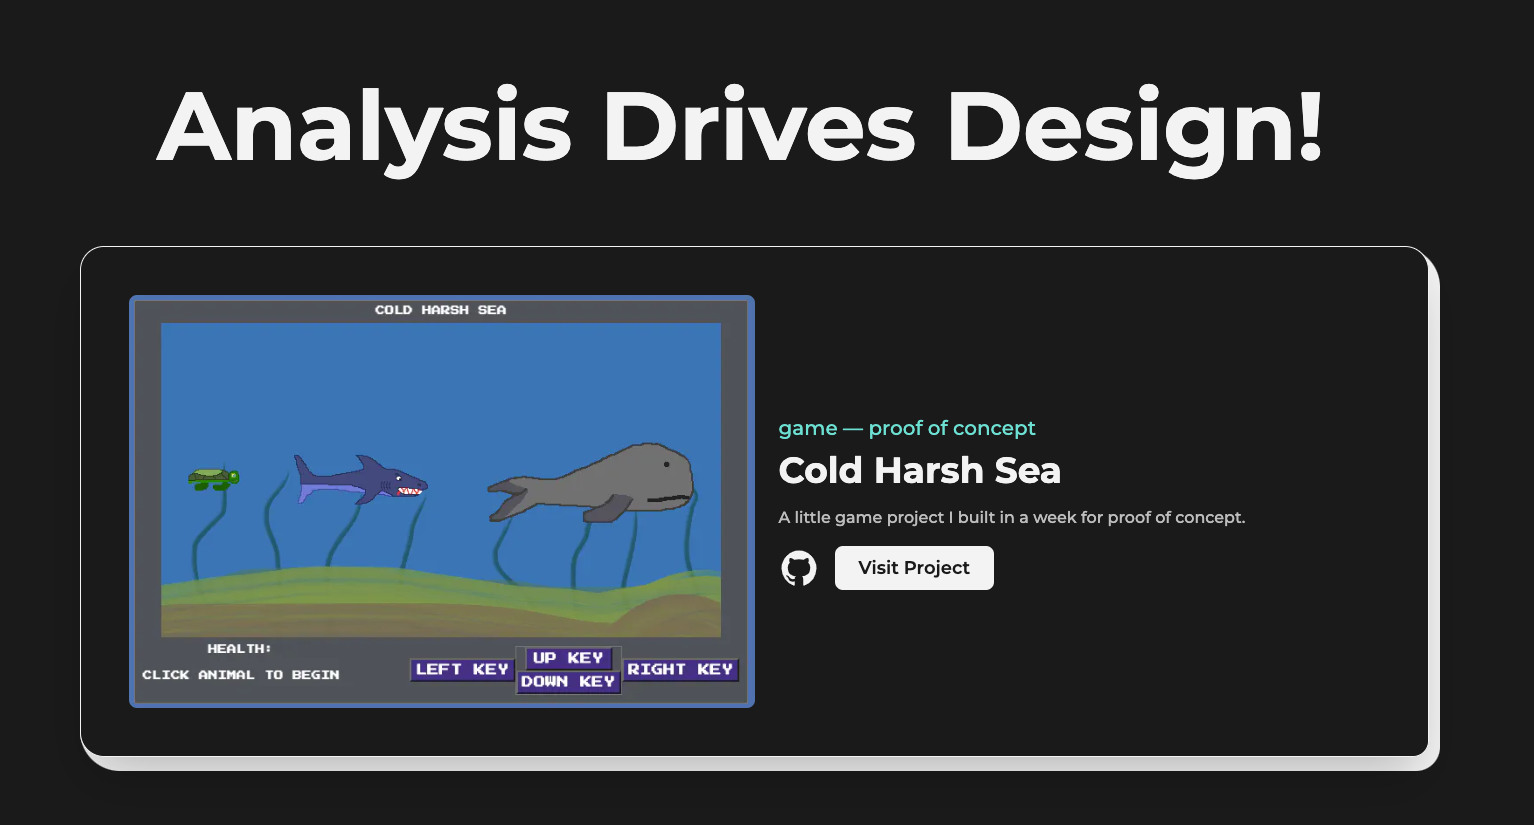 Analysis Drives Design!
COLD HARSH SEA
HEALTH:
CLICK ANIMAL TO BEGIN
LEFT KEY
UP KEY
DOWN KEY
RIGHT KEY
game — proof of concept
Cold Harsh Sea
A little game project I built in a week for proof of concept.
Visit Project